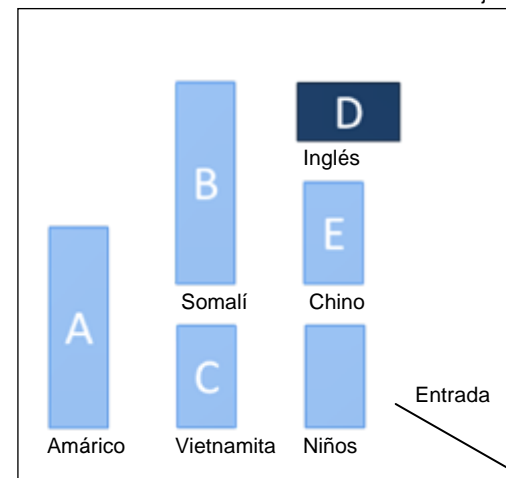 D
Inglés
B
E
Somalí
Chino
A
C
Entrada
Amárico
Vietnamita
Niños